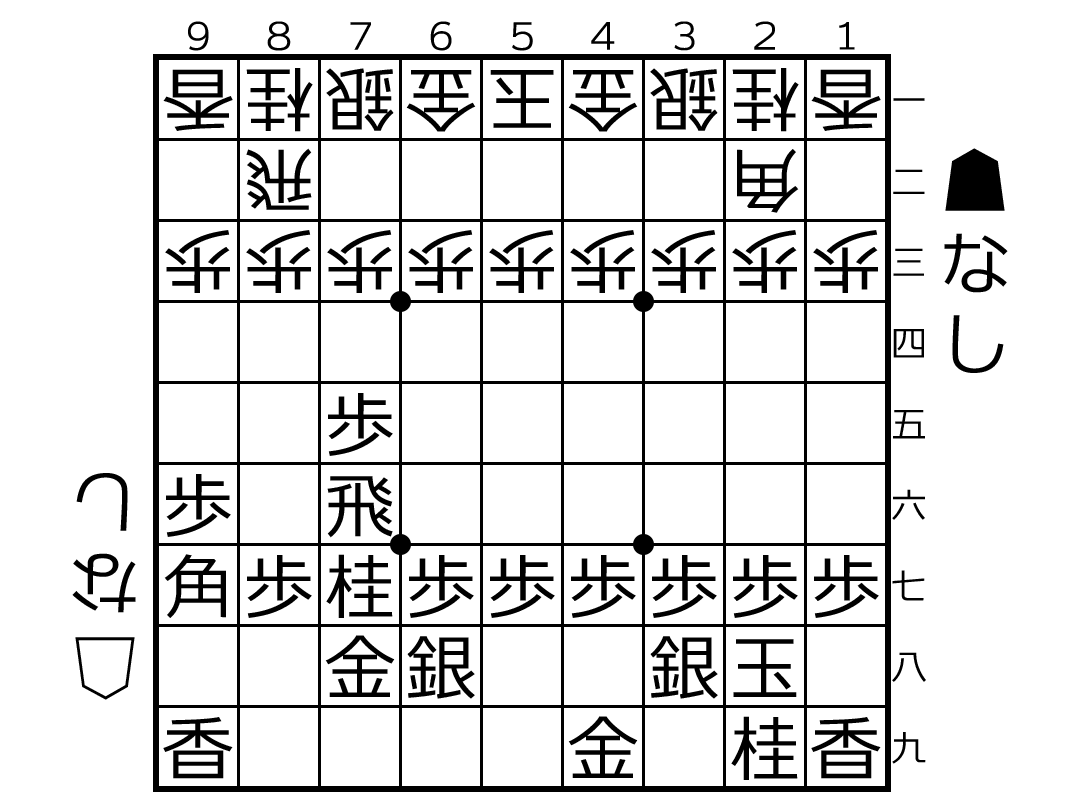 ９ ８ ７ ６ ５ ４ ３ ２ １
香 桂 銀 金 王 金 銀 桂 香 一
飛 角 二
歩 歩 歩 歩 歩 歩 歩 歩 歩 三
四
歩 五
歩 飛 六
角 歩 桂 歩 歩 歩 歩 歩 歩 七
金 銀 銀 玉 八
香 金 桂 香 九
☗なし
☖なし